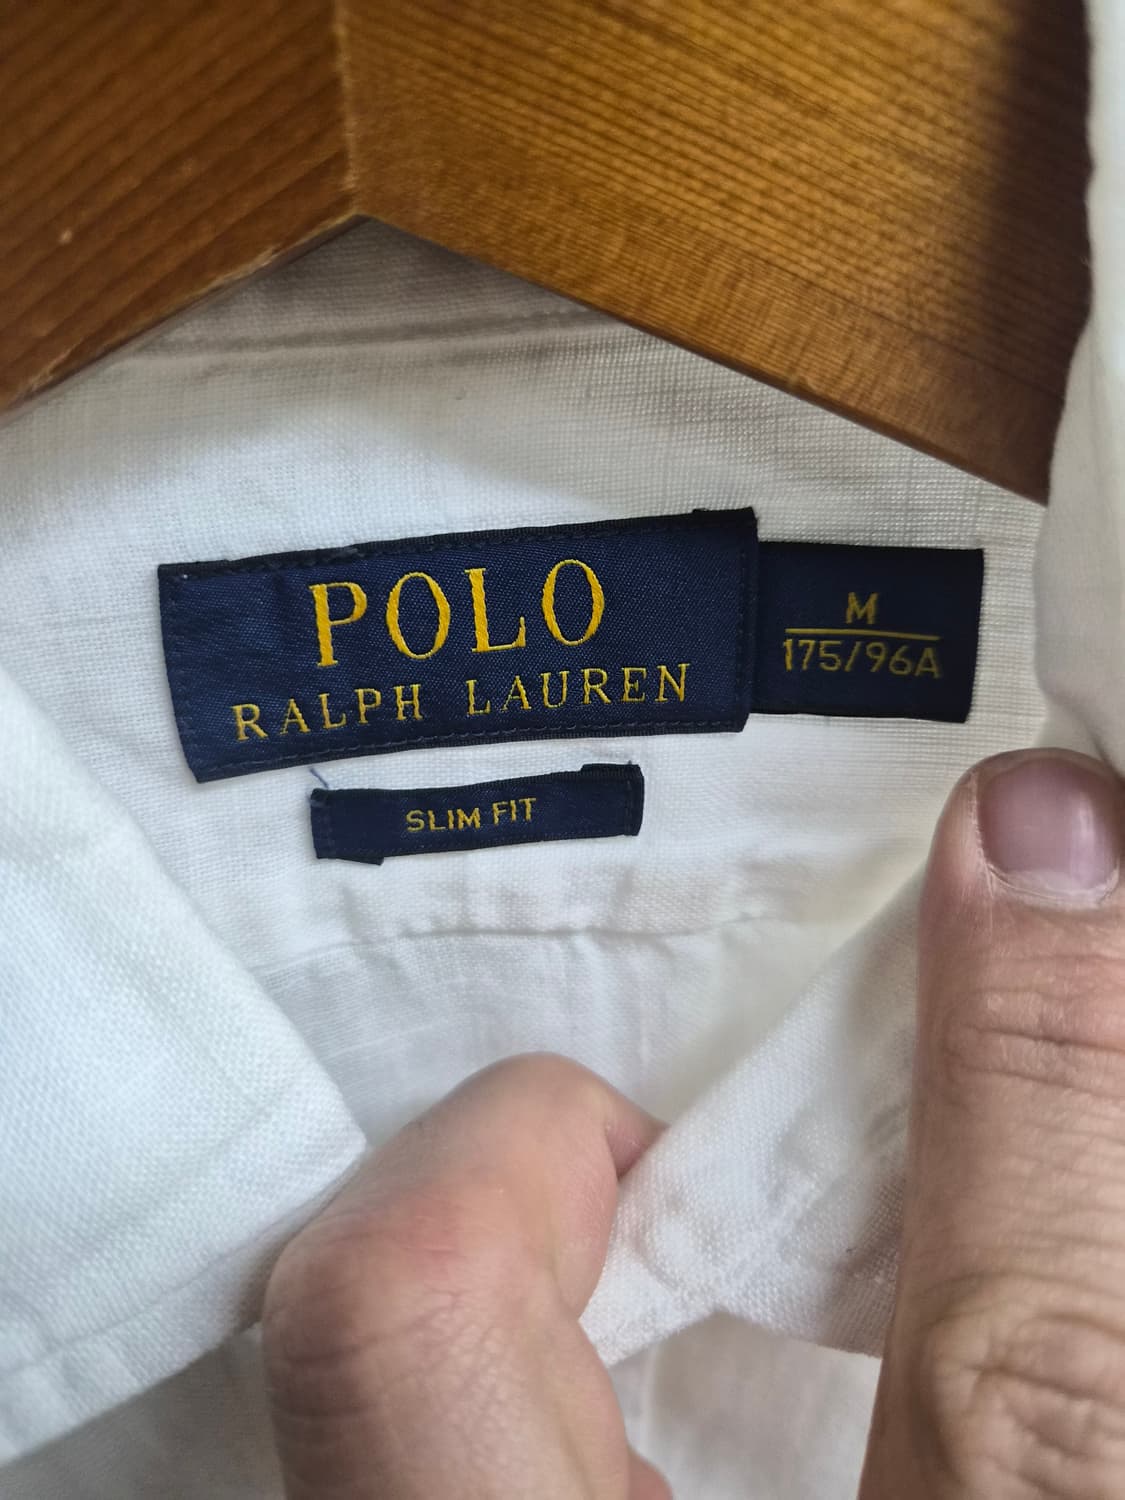 POLO
RALPH LAUREN
M
175/96A
SLIM FIT